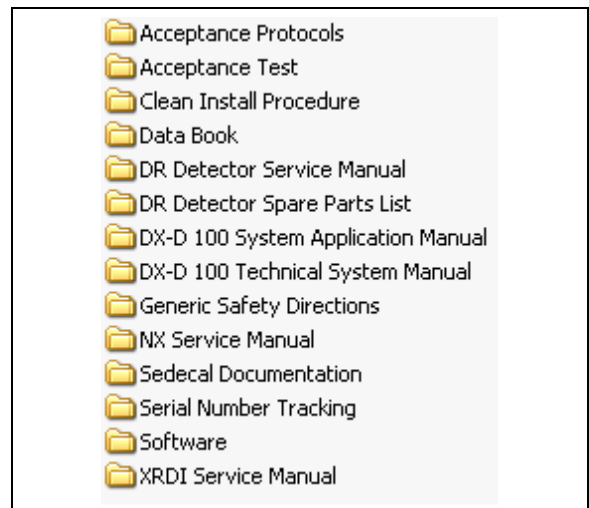 Acceptance Protocols
Acceptance Test
Clean Install Procedure
Data Book
DR Detector Service Manual
DR Detector Spare Parts List
DX-D 100 System Application Manual
DX-D 100 Technical System Manual
Generic Safety Directions
NX Service Manual
Sedecal Documentation
Serial Number Tracking
Software
XRDI Service Manual